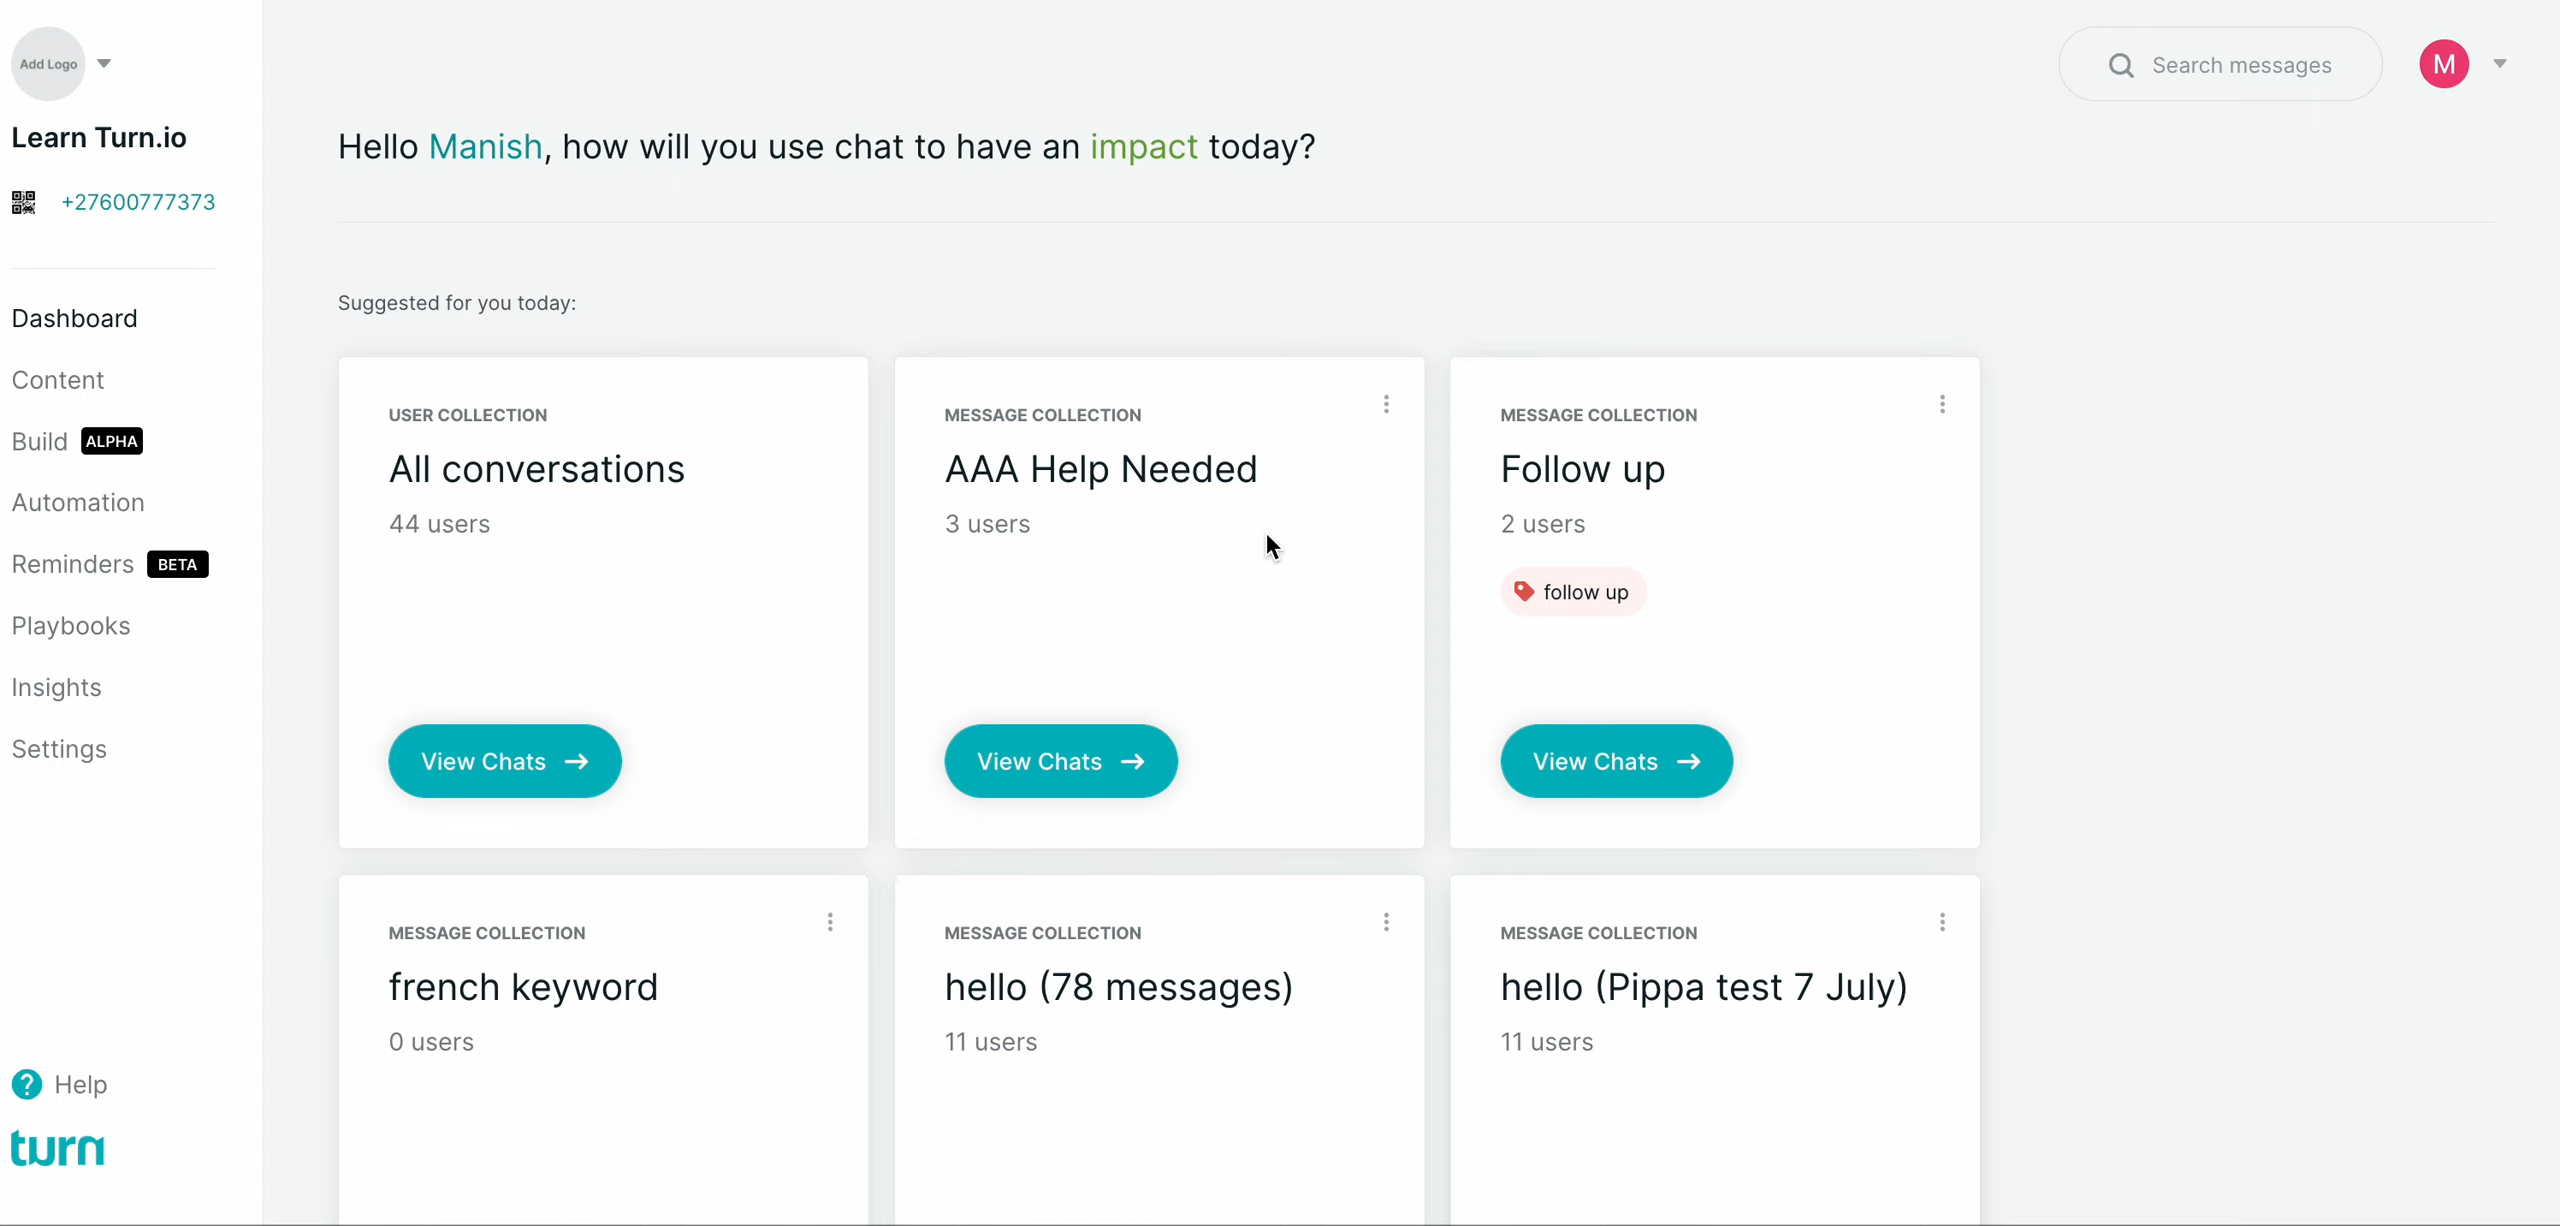 Add Logo
Learn Turn.io
+27600777373
Dashboard
Content
Build ALPHA
Automation
Reminders BETA
Playbooks
Insights
Settings
? Help
turn
Search messages
M
Hello Manish, how will you use chat to have an impact today?
Suggested for you today:
USER COLLECTION
All conversations
44 users
View Chats →
MESSAGE COLLECTION
AAA Help Needed
3 users
View Chats →
MESSAGE COLLECTION
Follow up
2 users
follow up
View Chats →
MESSAGE COLLECTION
french keyword
0 users
MESSAGE COLLECTION
hello (78 messages)
11 users
MESSAGE COLLECTION
hello (Pippa test 7 July)
11 users